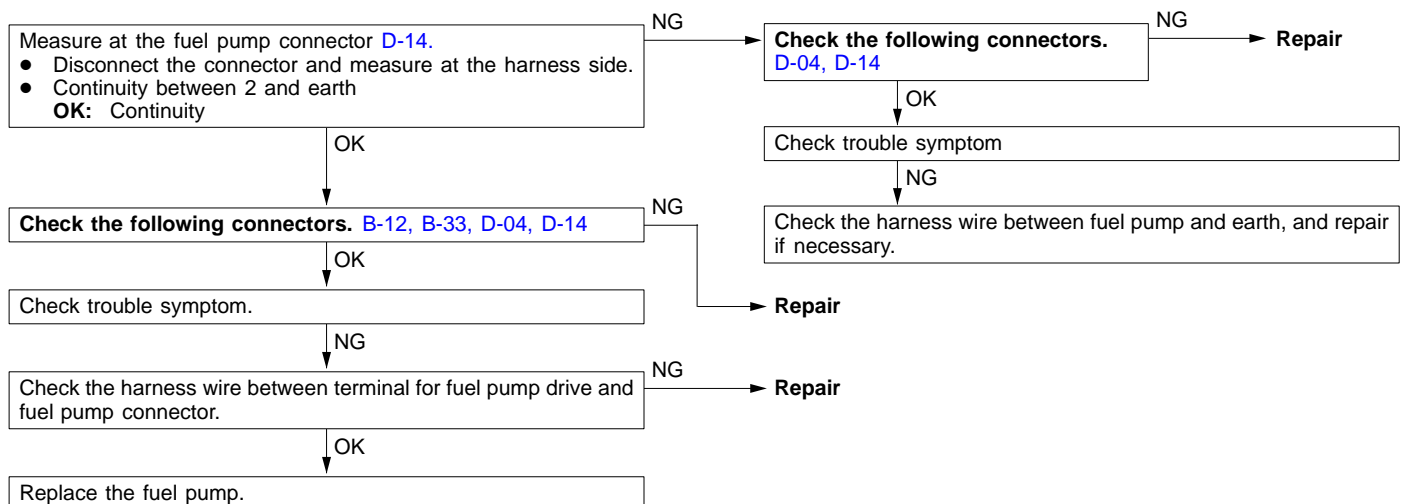 Measure at the fuel pump connector D-14.
● Disconnect the connector and measure at the harness side.
● Continuity between 2 and earth
OK: Continuity
NG
Check the following connectors.
D-04, D-14
NG
Repair
OK
Check trouble symptom
NG
Check the harness wire between fuel pump and earth, and repair
if necessary.
OK
Check the following connectors. B-12, B-33, D-04, D-14
NG
Repair
OK
Check trouble symptom.
NG
Check the harness wire between terminal for fuel pump drive and
fuel pump connector.
NG
Repair
OK
Replace the fuel pump.